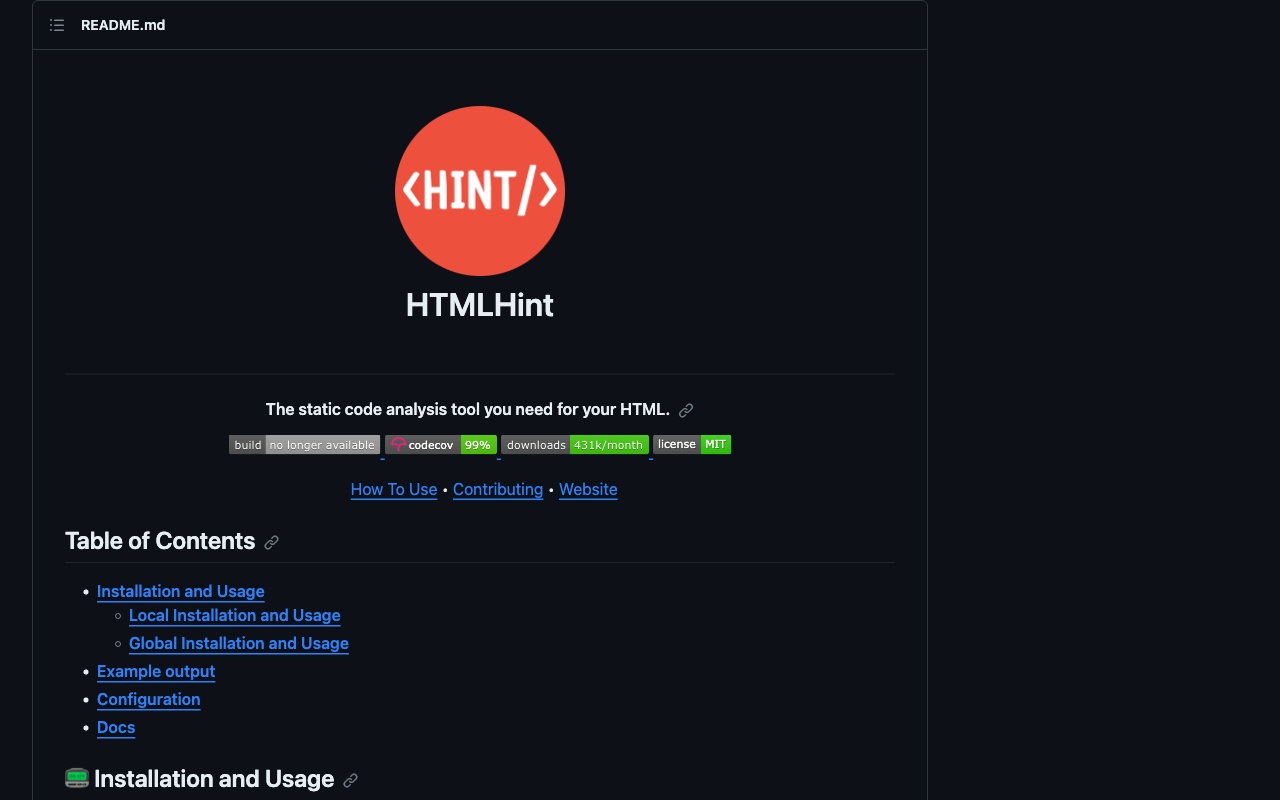 README.md
<HINT/>
HTMLHint
The static code analysis tool you need for your HTML.
build no longer available codecov 99% downloads 431k/month license MIT
How To Use • Contributing • Website
Table of Contents
• Installation and Usage
◦ Local Installation and Usage
◦ Global Installation and Usage
• Example output
• Configuration
• Docs
📟 Installation and Usage